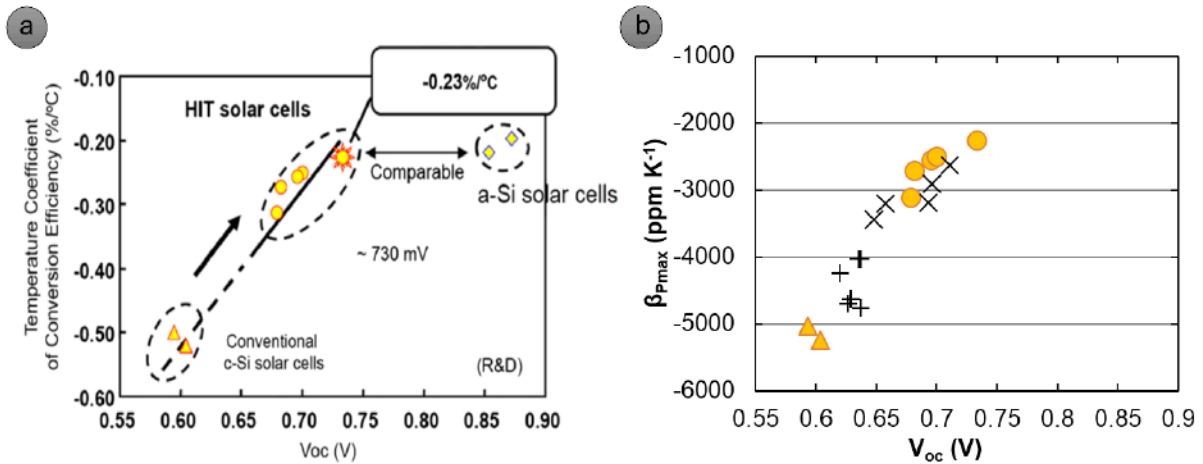 a
Temperature Coefficient
of Conversion Efficiency (%/ºC)
-0.10
-0.20
-0.30
-0.40
-0.50
-0.60
HIT solar cells
-0.23%/°C
Comparable
a-Si solar cells
~ 730 mV
Conventional
c-Si solar cells
(R&D)
0.55
0.60
0.65
0.70
0.75
0.80
0.85
0.90
Voc (V)
b
βPmax (ppm K-1)
-1000
-2000
-3000
-4000
-5000
-6000
0.55
0.6
0.65
0.7
0.75
0.8
0.85
0.9
Voc (V)